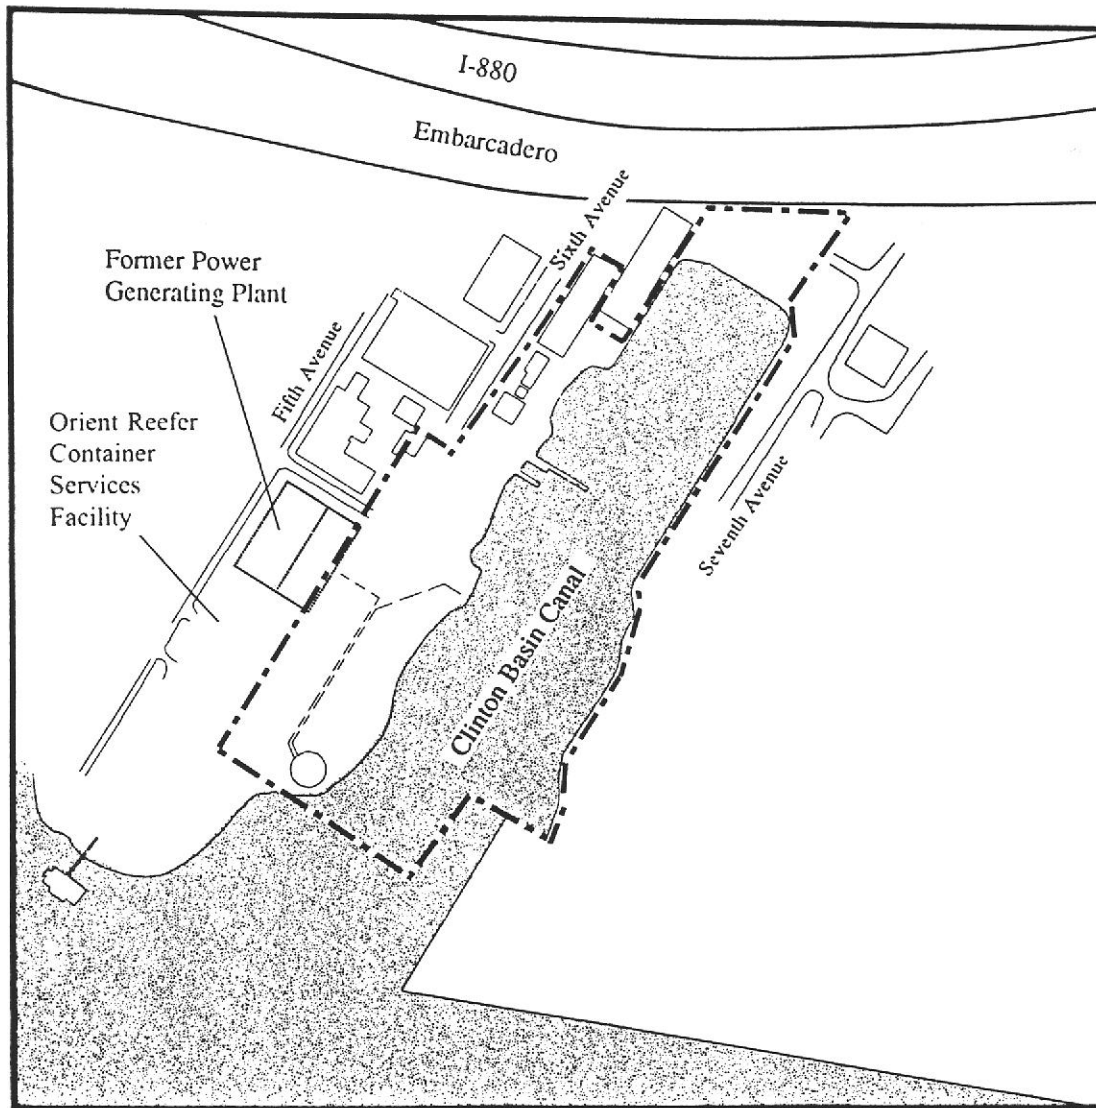 I-880
Embarcadero
Sixth Avenue
Former Power
Generating Plant
Fifth Avenue
Orient Reefer
Container
Services
Facility
Seventh Avenue
Clinton Basin Canal